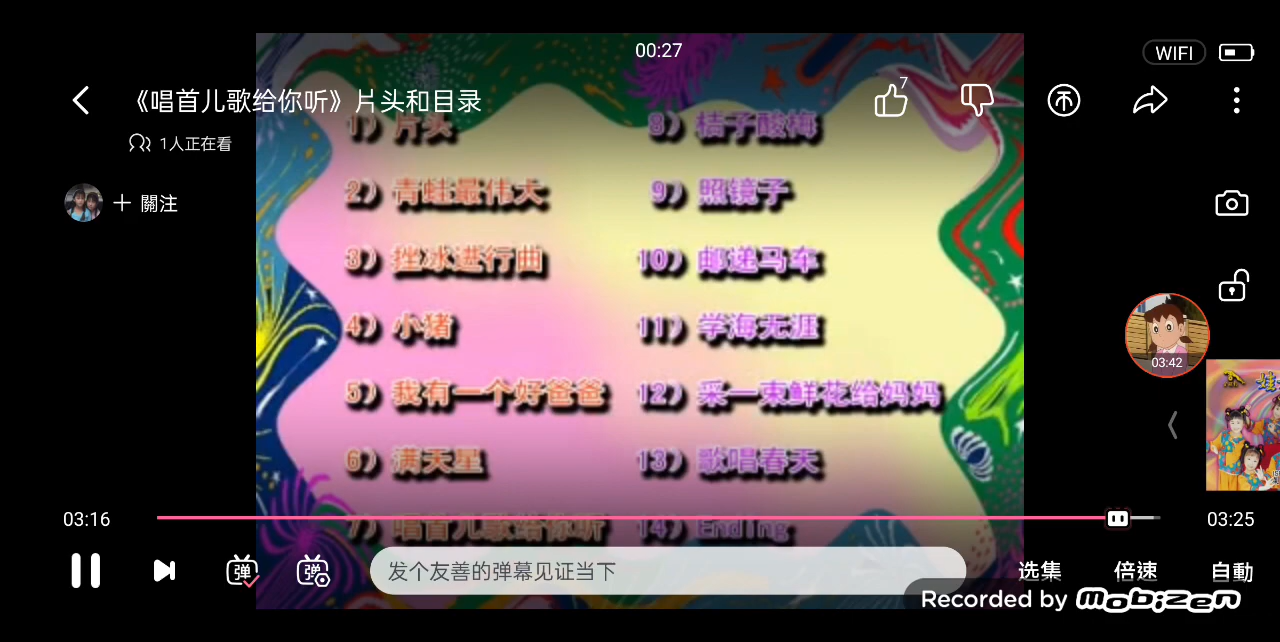 00:27
WIFI
《唱首儿歌给你听》片头和目录
7
1人正在看
关注
1）片头
2）青蛙最伟大
3）挫冰进行曲
4）小猪
5）我有一个好爸爸
6）满天星
7）唱首儿歌给你听
8）桔子酸梅
9）照镜子
10）邮递马车
11）学海无涯
12）采一束鲜花给妈妈
13）歌唱春天
14）Ending
03:42
03:16
03:25
弹
弹
发个友善的弹幕见证当下
选集
倍速
自動
Recorded by mobizen